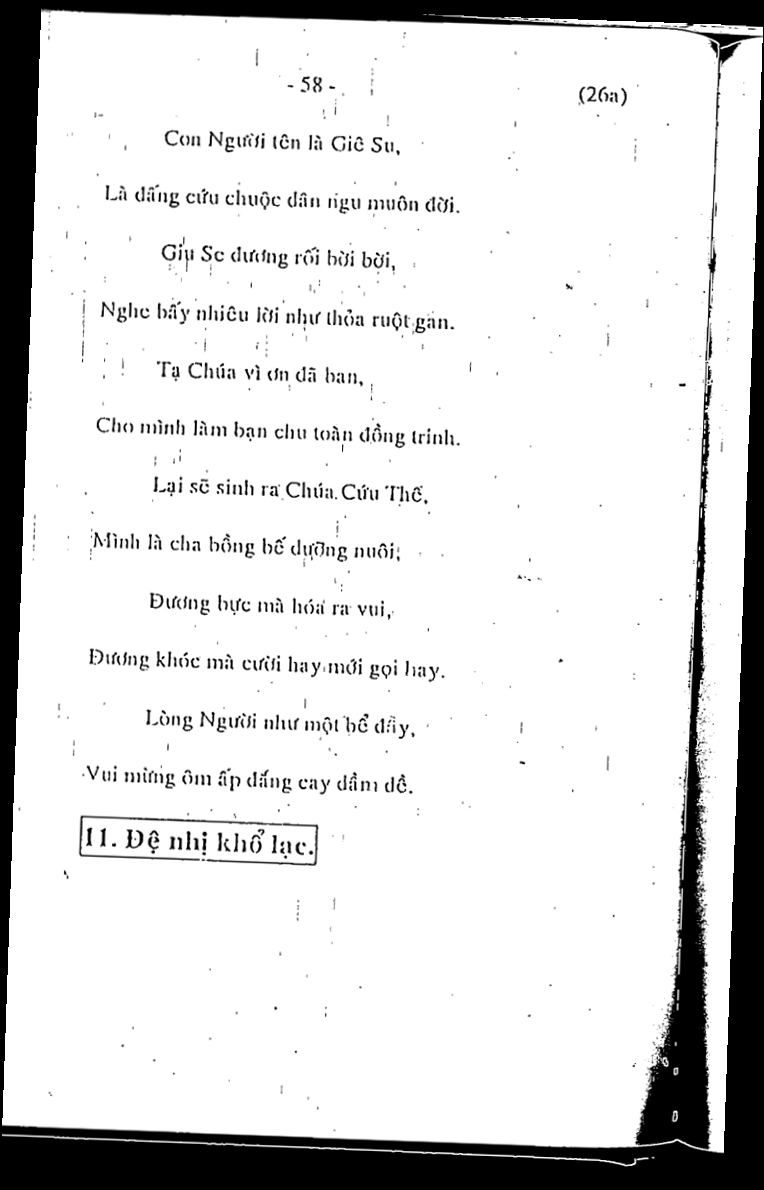 - 58 -
(26a)
Con Người tên là Giê Su,
Là đấng cứu chuộc dân ngu muôn đời.
Giu Se đương rối bời bời,
Nghe bấy nhiêu lời như thỏa ruột gan.
Tạ Chúa vì ơn đã ban,
Cho mình làm bạn chu toàn đồng trinh.
Lại sẽ sinh ra Chúa Cứu Thế,
Mình là cha bồng bế dưỡng nuôi;
Đương bực mà hóa ra vui,
Đương khóc mà cười hay mới gọi hay.
Lòng Người như một bể đầy,
Vui mừng ôm ấp đắng cay dầm dề.
11. Đệ nhị khổ lạc.